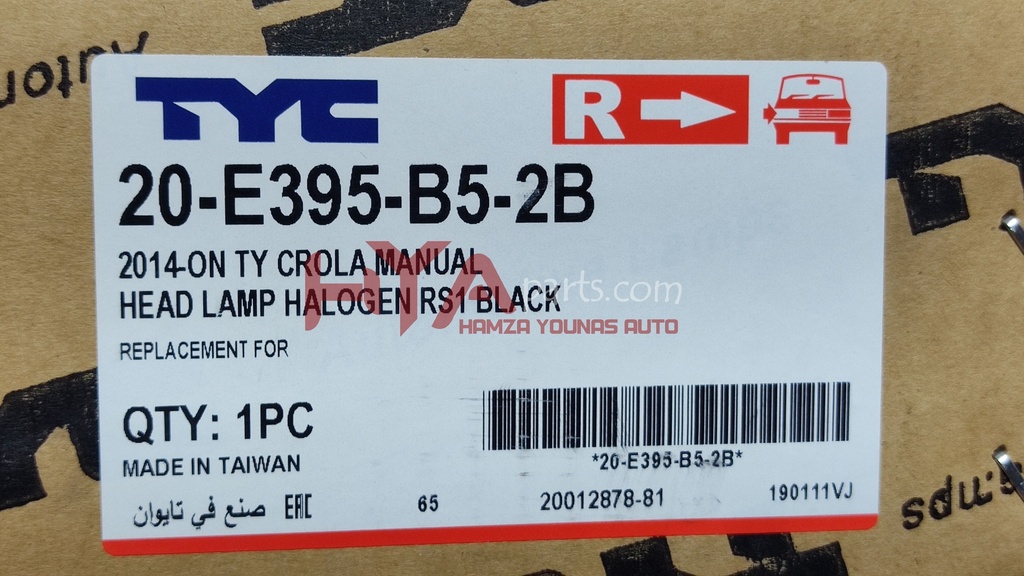 Autom
TYC
R
20-E395-B5-2B
2014-ON TY CROLA MANUAL
HEAD LAMP HALOGEN RS1 BLACK
HYAparts.com
HAMZA YOUNAS AUTO
REPLACEMENT FOR
QTY: 1PC
*20-E395-B5-2B*
MADE IN TAIWAN
صنع في تايوان EAC
65
20012878-81
190111VJ